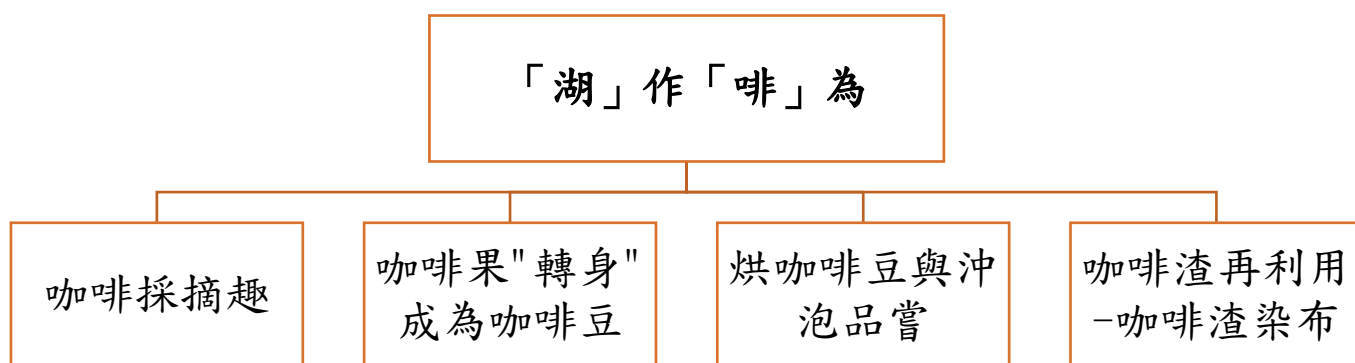 「湖」作「啡」為
咖啡採摘趣
咖啡果"轉身"
成為咖啡豆
烘咖啡豆與沖
泡品嘗
咖啡渣再利用
-咖啡渣染布